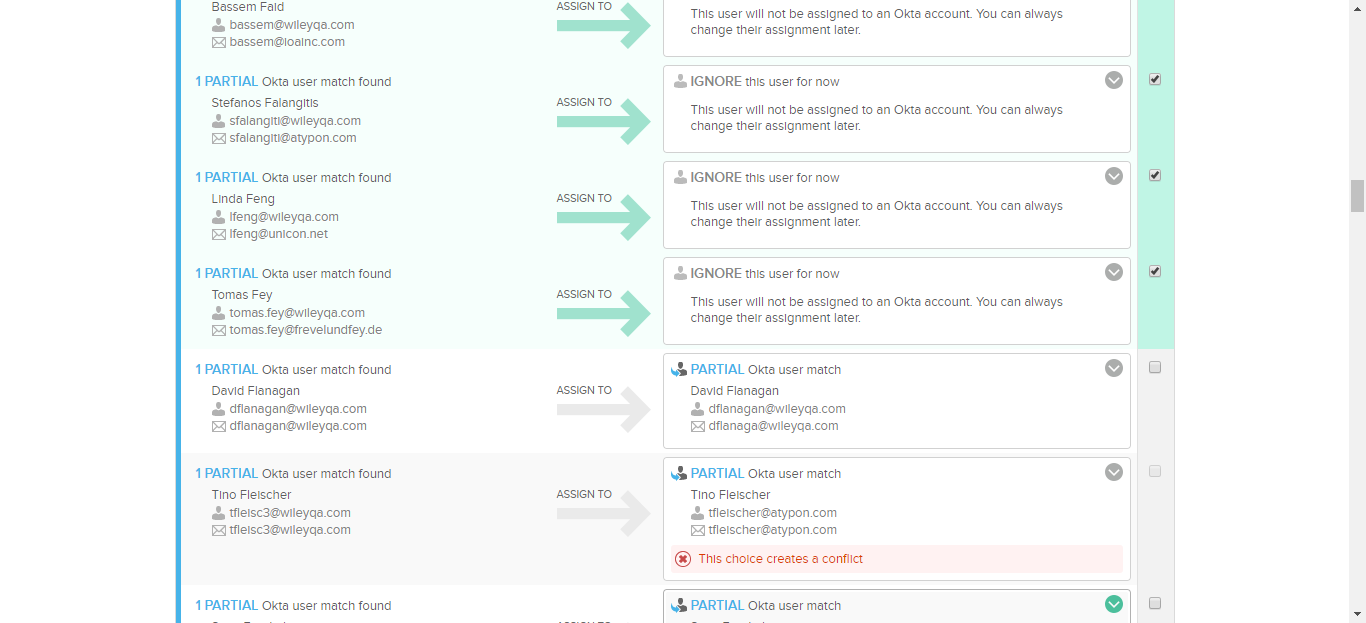 Bassem Faid
bassem@wileyqa.com
bassem@ioainc.com
ASSIGN TO
This user will not be assigned to an Okta account. You can always
change their assignment later.
1 PARTIAL Okta user match found
Stefanos Falangitis
sfalangiti@wileyqa.com
sfalangiti@atypon.com
ASSIGN TO
IGNORE this user for now
This user will not be assigned to an Okta account. You can always
change their assignment later.
1 PARTIAL Okta user match found
Linda Feng
lfeng@wileyqa.com
lfeng@unicon.net
ASSIGN TO
IGNORE this user for now
This user will not be assigned to an Okta account. You can always
change their assignment later.
1 PARTIAL Okta user match found
Tomas Fey
tomas.fey@wileyqa.com
tomas.fey@frevelundfey.de
ASSIGN TO
IGNORE this user for now
This user will not be assigned to an Okta account. You can always
change their assignment later.
1 PARTIAL Okta user match found
David Flanagan
dflanagan@wileyqa.com
dflanagan@wileyqa.com
ASSIGN TO
PARTIAL Okta user match
David Flanagan
dflanagan@wileyqa.com
dflanaga@wileyqa.com
1 PARTIAL Okta user match found
Tino Fleischer
tfleisc3@wileyqa.com
tfleisc3@wileyqa.com
ASSIGN TO
PARTIAL Okta user match
Tino Fleischer
tfleischer@atypon.com
tfleischer@atypon.com
This choice creates a conflict
1 PARTIAL Okta user match found
PARTIAL Okta user match